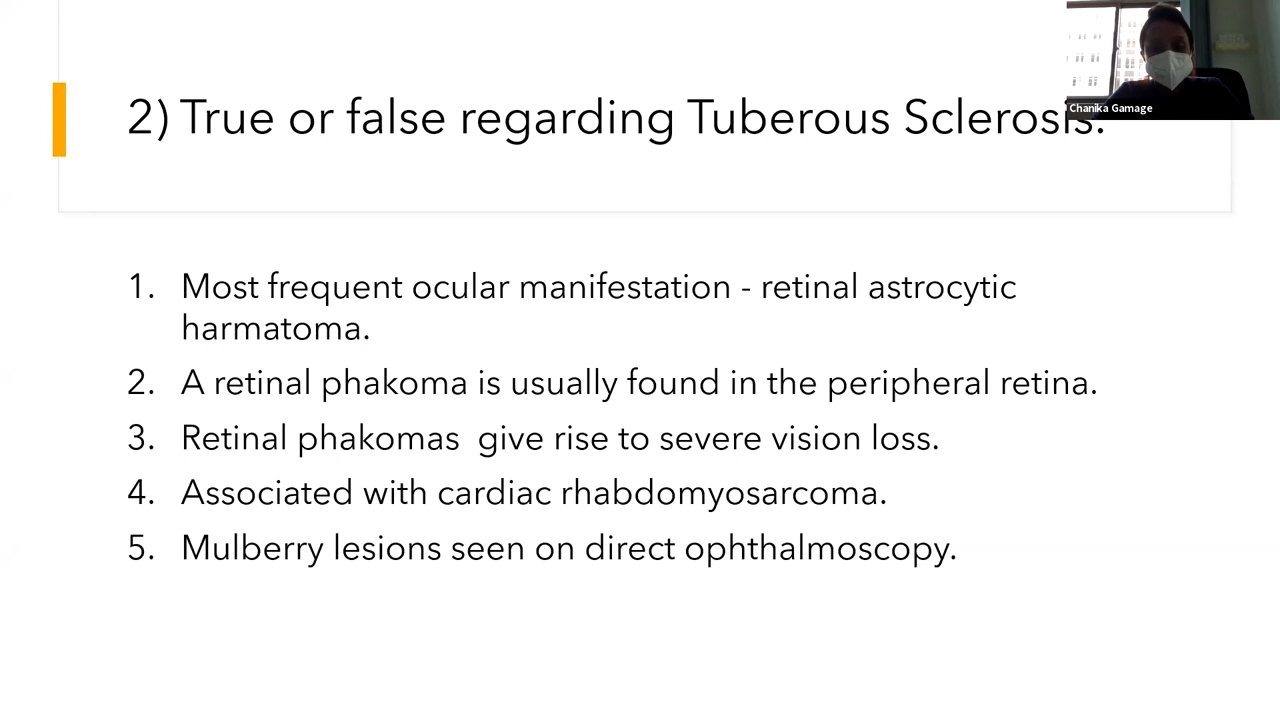 Chanika Gamage
2) True or false regarding Tuberous Sclerosis.
1. Most frequent ocular manifestation - retinal astrocytic
harmatoma.
2. A retinal phakoma is usually found in the peripheral retina.
3. Retinal phakomas  give rise to severe vision loss.
4. Associated with cardiac rhabdomyosarcoma.
5. Mulberry lesions seen on direct ophthalmoscopy.